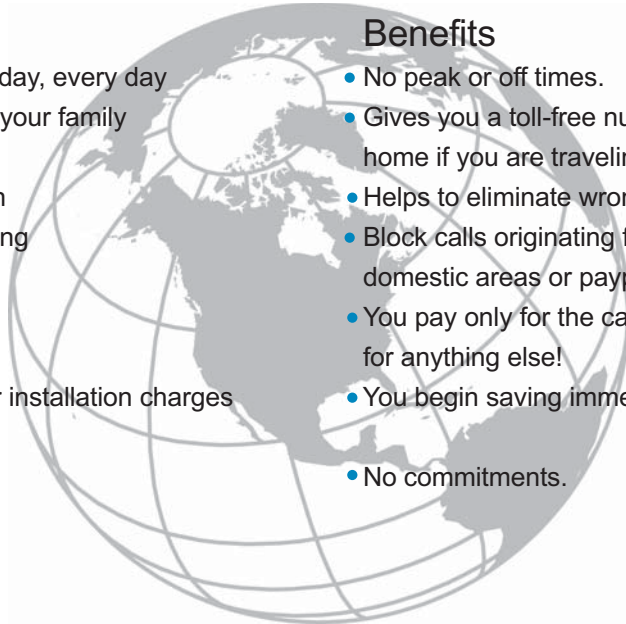 day, every day
your family
n
ng
r installation charges
Benefits
• No peak or off times.
• Gives you a toll-free nu
home if you are travelin
• Helps to eliminate wron
• Block calls originating f
domestic areas or payp
• You pay only for the ca
for anything else!
• You begin saving imme
• No commitments.